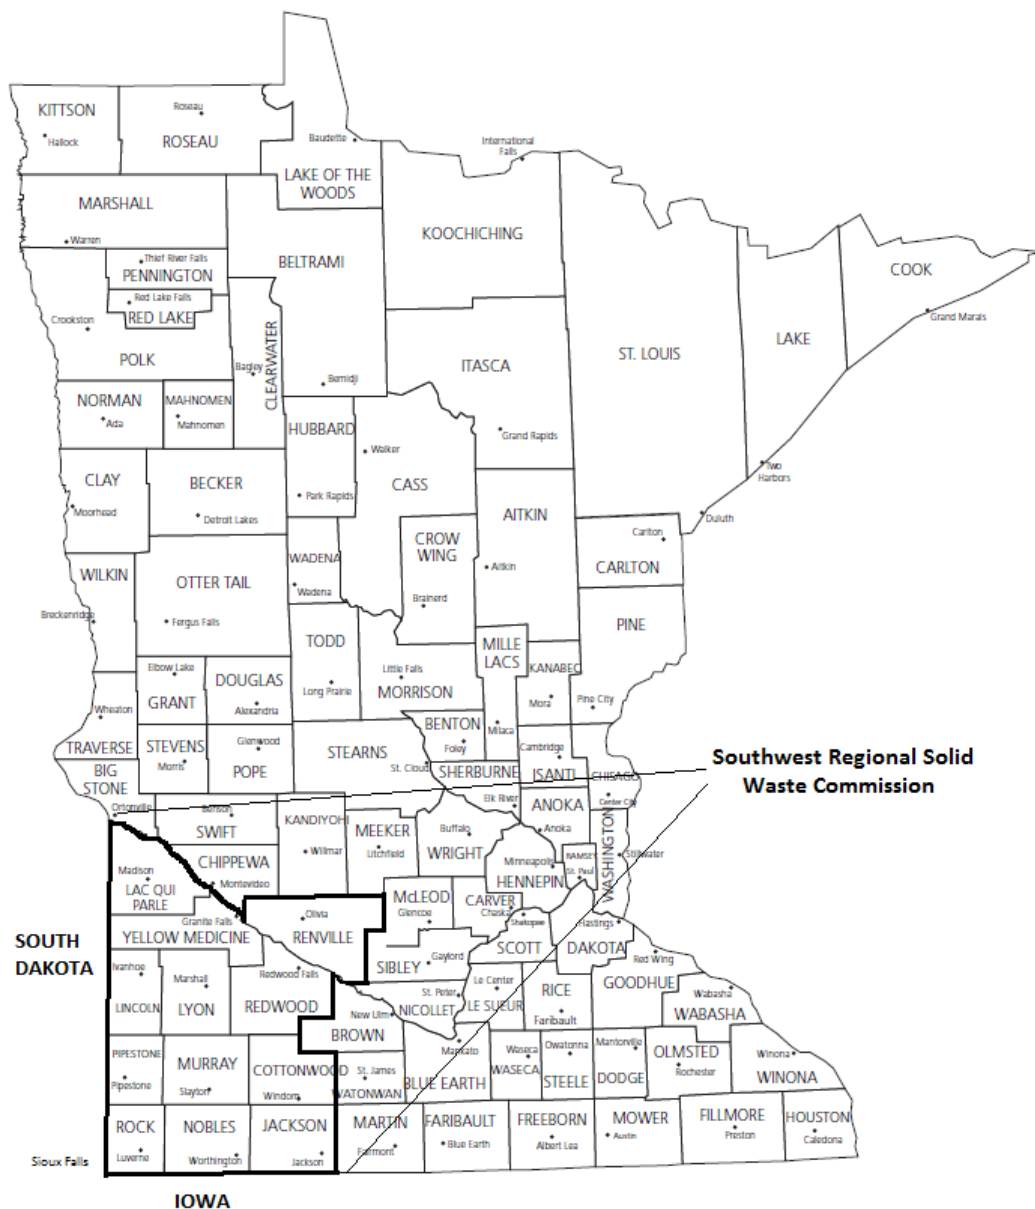 KITTSON
Hallock
Roseau
ROSEAU
Baudette
LAKE OF THE
WOODS
International
Falls
MARSHALL
Warren
KOOCHICHING
BELTRAMI
COOK
Grand Marais
Thief River Falls
PENNINGTON
Red Lake Falls
RED LAKE
Crookston
POLK
CLEARWATER
Bagley
Bemidji
ITASCA
ST. LOUIS
LAKE
NORMAN
Ada
MAHNOMEN
Mahnomen
HUBBARD
Walker
Grand Rapids
Two
Harbors
CLAY
Moorhead
BECKER
Detroit Lakes
Park Rapids
CASS
AITKIN
Aitkin
Duluth
CROW
WING
Brainerd
Carlton
CARLTON
WILKIN
Breckenridge
OTTER TAIL
Fergus Falls
WADENA
Wadena
PINE
TODD
Long Prairie
MILLE
LACS
KANABEC
Mora
Pine City
Elbow Lake
GRANT
DOUGLAS
Alexandria
Little Falls
MORRISON
Wheaton
TRAVERSE
STEVENS
Morris
Glenwood
POPE
STEARNS
St. Cloud
BENTON
Foley
Milaca
Cambridge
ISANTI
CHISAGO
Center City
Southwest Regional Solid
Waste Commission
BIG
STONE
Ortonville
SHERBURNE
Elk River
ANOKA
Anoka
Benson
SWIFT
KANDIYOHI
Willmar
MEEKER
Litchfield
Buffalo
WRIGHT
WASHINGTON
Stillwater
CHIPPEWA
Montevideo
Minneapolis
HENNEPIN
RAMSEY
St. Paul
Madison
LAC QUI
PARLE
McLEOD
Glencoe
CARVER
Chaska
Granite Falls
YELLOW MEDICINE
Olivia
RENVILLE
Shakopee
SCOTT
Hastings
DAKOTA
SOUTH
DAKOTA
Ivanhoe
LINCOLN
Marshall
LYON
Redwood Falls
REDWOOD
SIBLEY
Gaylord
Red Wing
GOODHUE
Le Center
LE SUEUR
RICE
Faribault
Wabasha
WABASHA
St. Peter
NICOLLET
New Ulm
BROWN
Mankato
BLUE EARTH
PIPESTONE
Pipestone
MURRAY
Slayton
COTTONWOOD
Windom
St. James
WATONWAN
Waseca
WASECA
Owatonna
STEELE
Mantorville
DODGE
OLMSTED
Rochester
Winona
WINONA
ROCK
Luverne
NOBLES
Worthington
JACKSON
Jackson
MARTIN
Fairmont
FARIBAULT
Blue Earth
FREEBORN
Albert Lea
MOWER
Austin
FILLMORE
Preston
HOUSTON
Caledonia
Sioux Falls
IOWA